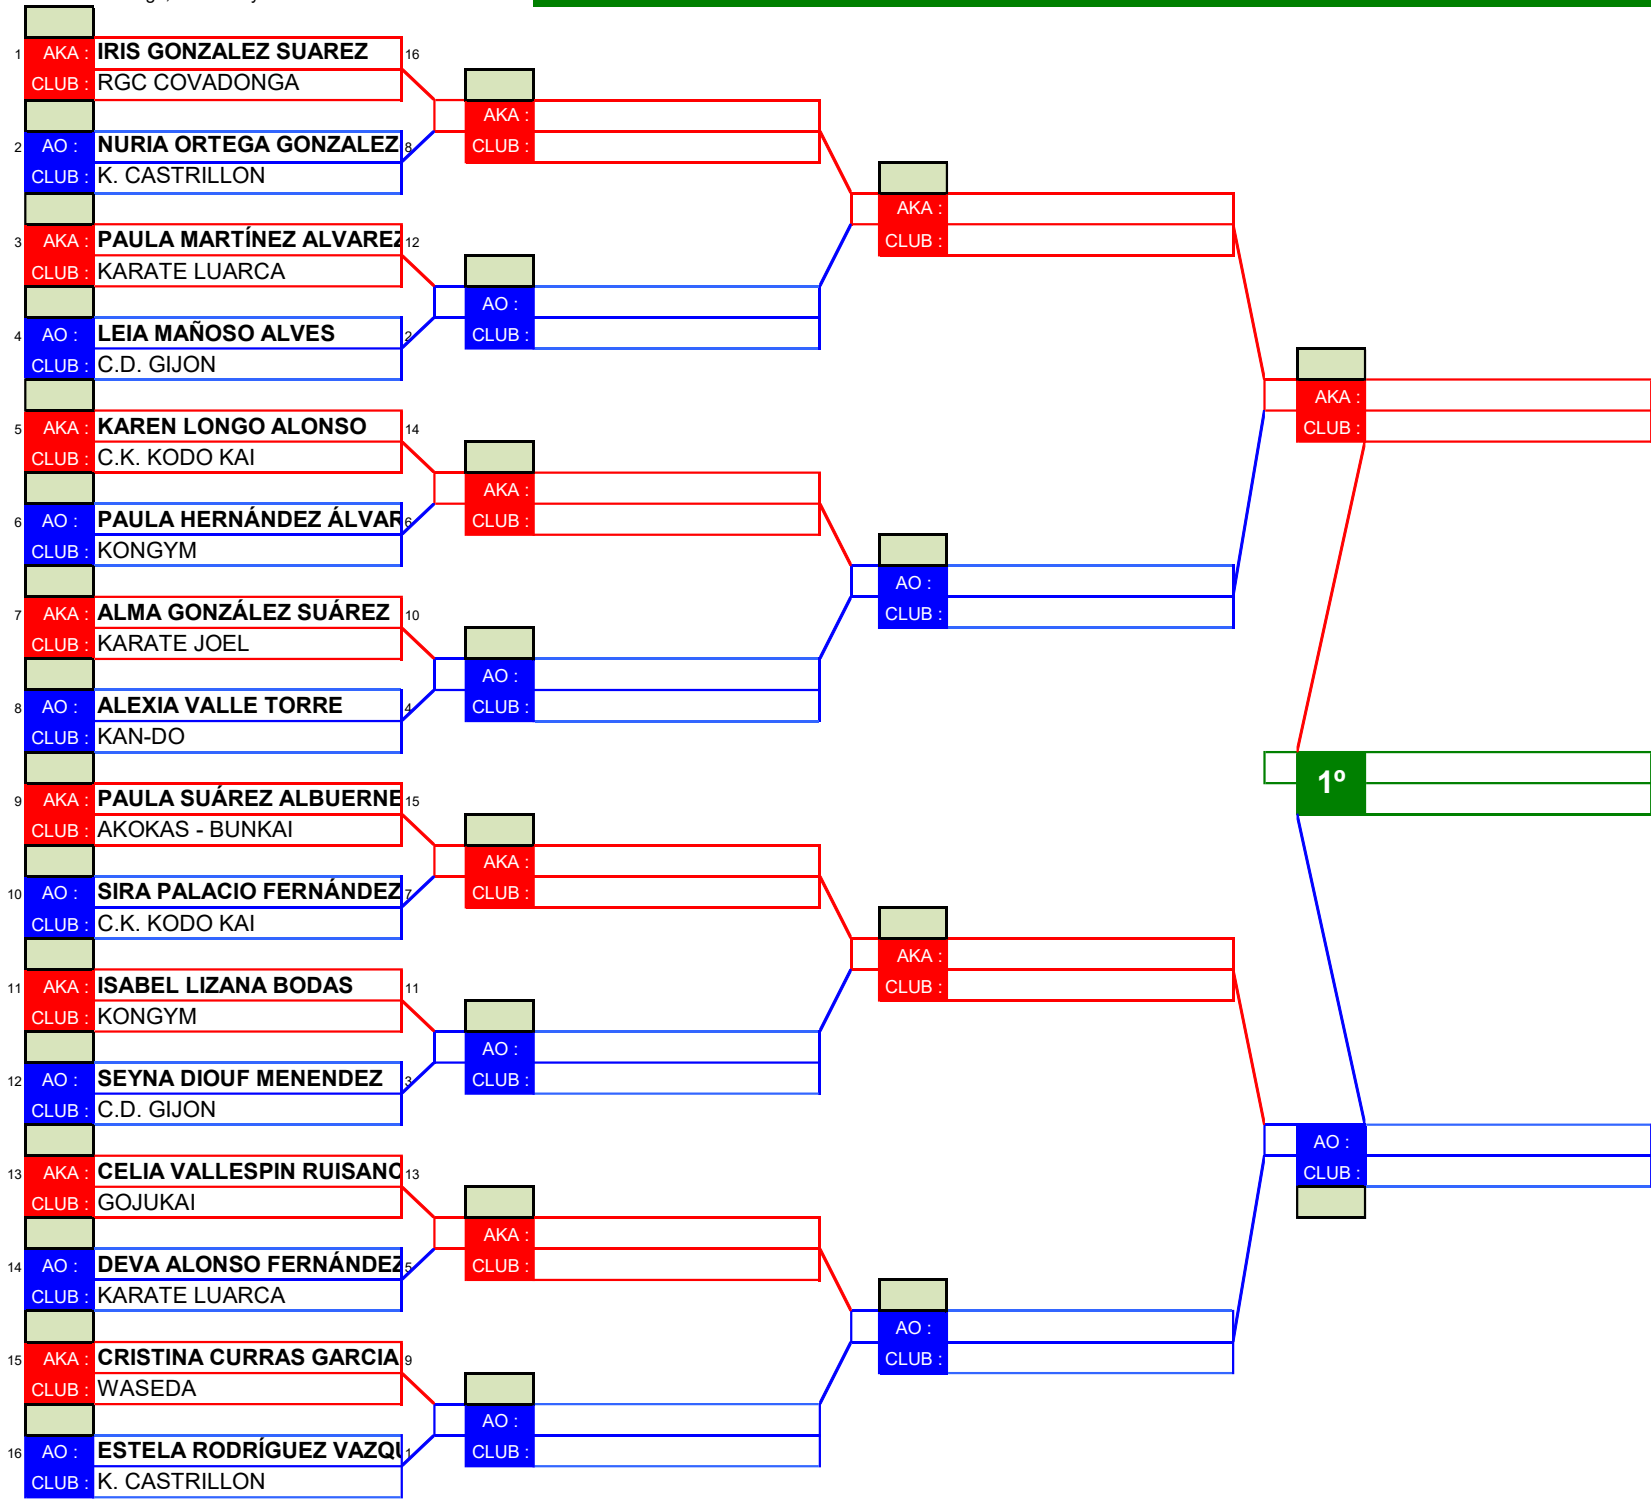 1 AKA : IRIS GONZALEZ SUAREZ 16
CLUB : RGC COVADONGA
AKA :
2 AO : NURIA ORTEGA GONZALEZ 8
CLUB :
CLUB : K. CASTRILLON
AKA :
3 AKA : PAULA MARTÍNEZ ALVAREZ 12
CLUB :
CLUB : KARATE LUARCA
AO :
4 AO : LEIA MAÑOSO ALVES 2
CLUB :
CLUB : C.D. GIJON
AKA :
5 AKA : KAREN LONGO ALONSO 14
CLUB :
CLUB : C.K. KODO KAI
AKA :
6 AO : PAULA HERNÁNDEZ ÁLVAR 6
CLUB :
CLUB : KONGYM
AO :
7 AKA : ALMA GONZÁLEZ SUÁREZ 10
CLUB :
CLUB : KARATE JOEL
AO :
8 AO : ALEXIA VALLE TORRE 4
CLUB :
CLUB : KAN-DO
1º
9 AKA : PAULA SUÁREZ ALBUERNE 15
CLUB : AKOKAS - BUNKAI
AKA :
10 AO : SIRA PALACIO FERNÁNDEZ 7
CLUB :
CLUB : C.K. KODO KAI
AKA :
11 AKA : ISABEL LIZANA BODAS 11
CLUB :
CLUB : KONGYM
AO :
12 AO : SEYNA DIOUF MENENDEZ 3
CLUB :
CLUB : C.D. GIJON
AO :
13 AKA : CELIA VALLESPIN RUISANC 13
CLUB :
CLUB : GOJUKAI
AKA :
14 AO : DEVA ALONSO FERNÁNDEZ 5
CLUB :
CLUB : KARATE LUARCA
AO :
15 AKA : CRISTINA CURRAS GARCIA 9
CLUB :
CLUB : WASEDA
AO :
16 AO : ESTELA RODRÍGUEZ VAZQU 1
CLUB :
CLUB : K. CASTRILLON